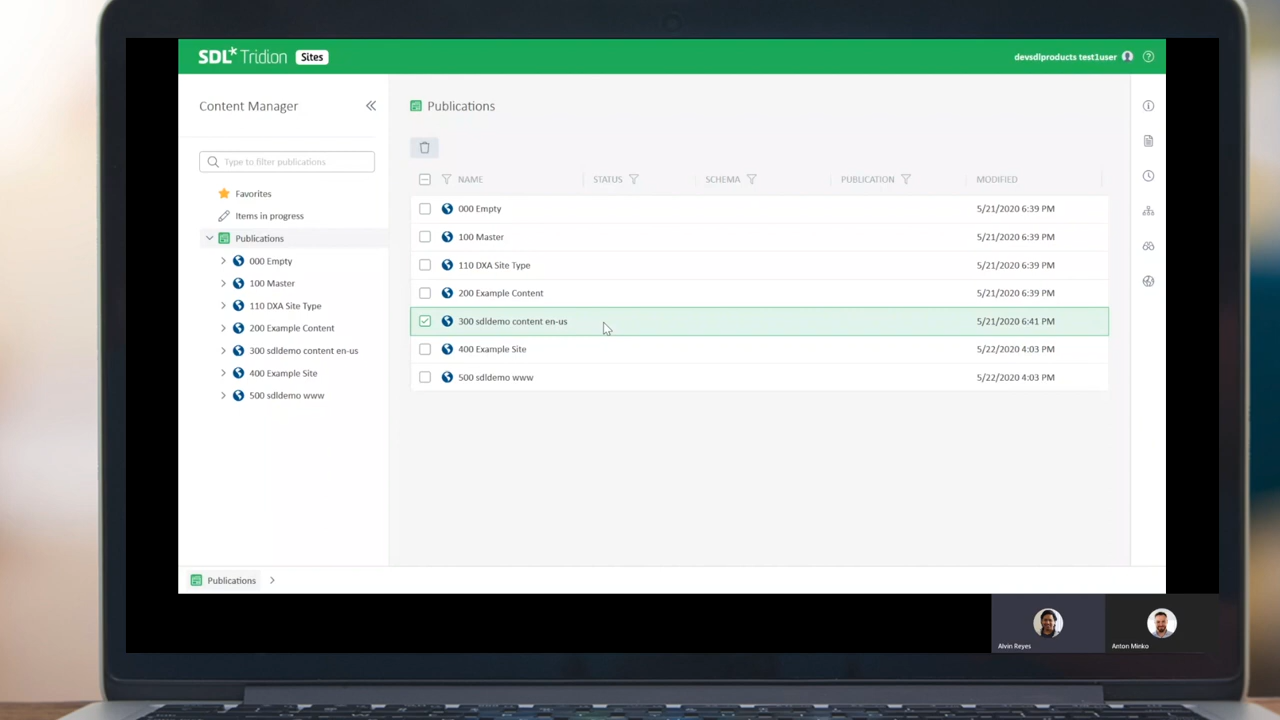 SDL* Tridion Sites
devsdlproducts test1user
Content Manager
Type to filter publications
Favorites
Items in progress
Publications
000 Empty
100 Master
110 DXA Site Type
200 Example Content
300 sdldemo content en-us
400 Example Site
500 sdldemo www
Publications
NAME STATUS SCHEMA PUBLICATION MODIFIED
000 Empty 5/21/2020 6:39 PM
100 Master 5/21/2020 6:39 PM
110 DXA Site Type 5/21/2020 6:39 PM
200 Example Content 5/21/2020 6:39 PM
300 sdldemo content en-us 5/21/2020 6:41 PM
400 Example Site 5/22/2020 4:03 PM
500 sdldemo www 5/22/2020 4:03 PM
Publications
Alvin Reyes
Anton Minko